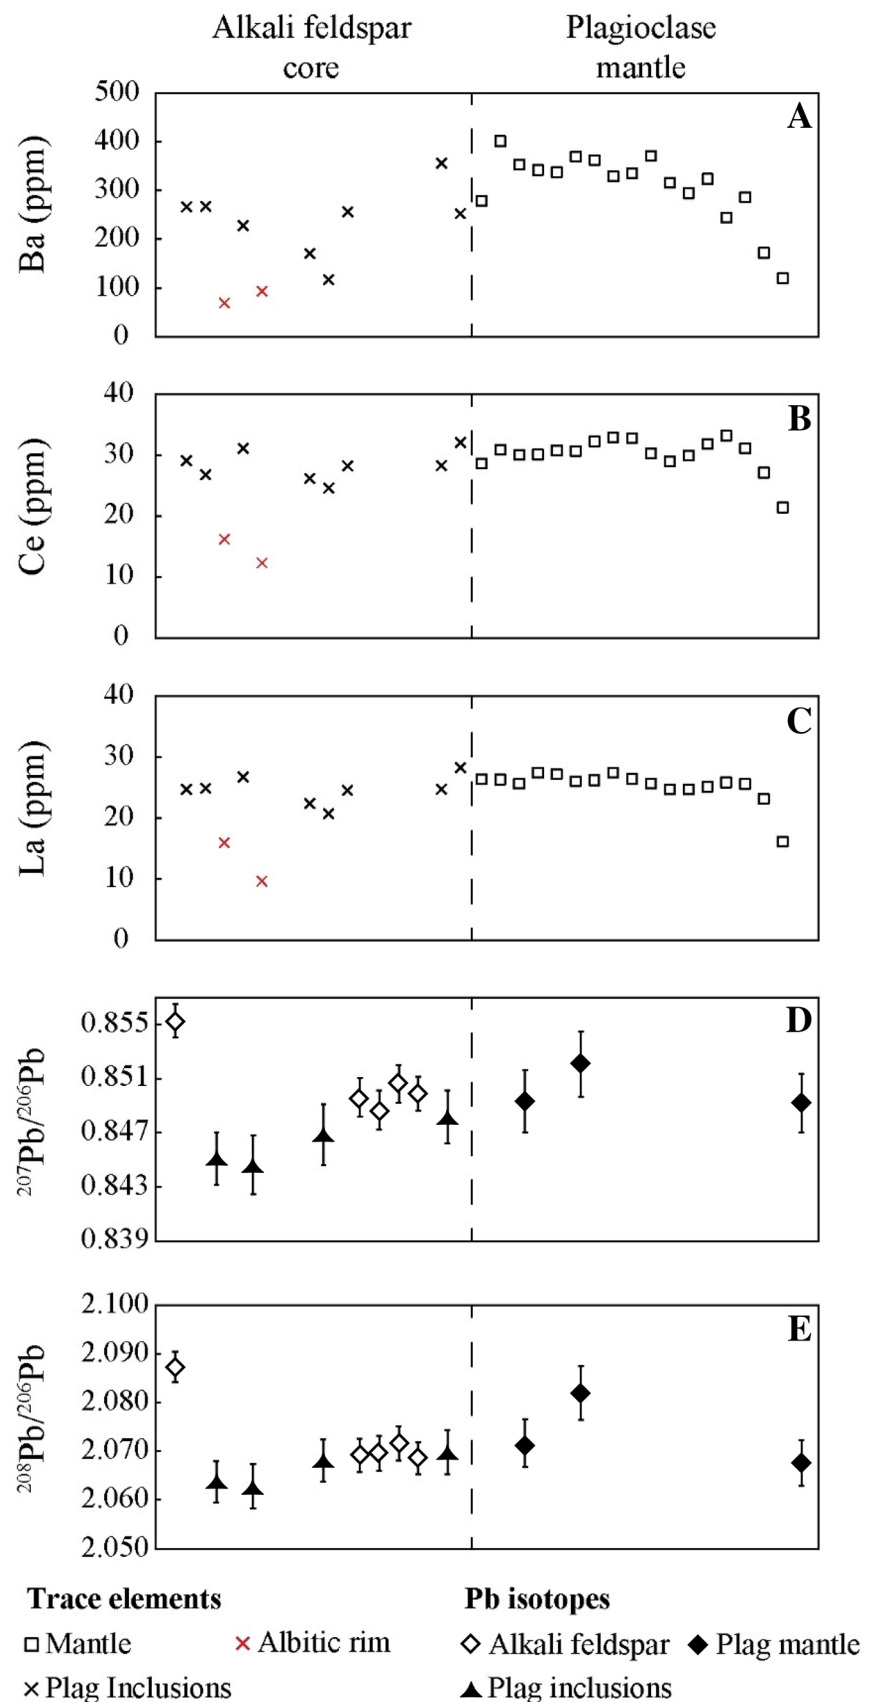 Alkali feldspar
core
Plagioclase
mantle
A
Ba (ppm)
500
400
300
200
100
0
B
Ce (ppm)
40
30
20
10
0
C
La (ppm)
40
30
20
10
0
D
²⁰⁷Pb/²⁰⁶Pb
0.855
0.851
0.847
0.843
0.839
E
²⁰⁸Pb/²⁰⁶Pb
2.100
2.090
2.080
2.070
2.060
2.050
Trace elements
Pb isotopes
Mantle
Albitic rim
Alkali feldspar
Plag mantle
Plag Inclusions
Plag inclusions